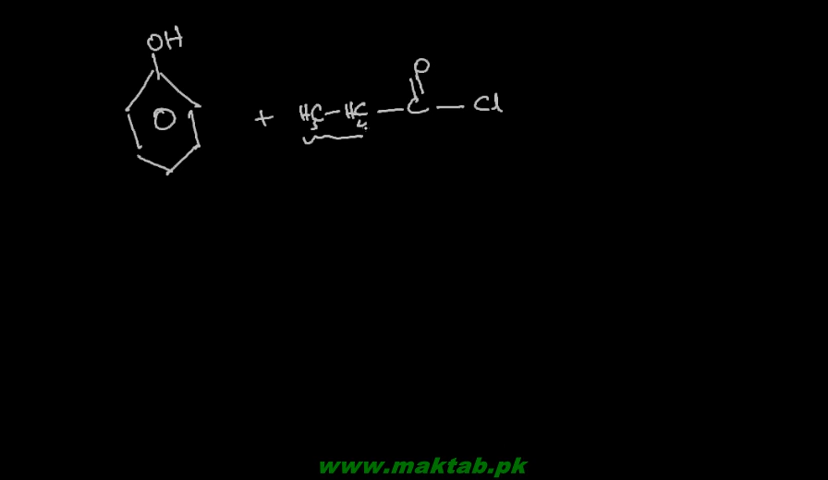 OH
O
O
+ H₃C — H₂C — C — Cl
www.maktab.pk